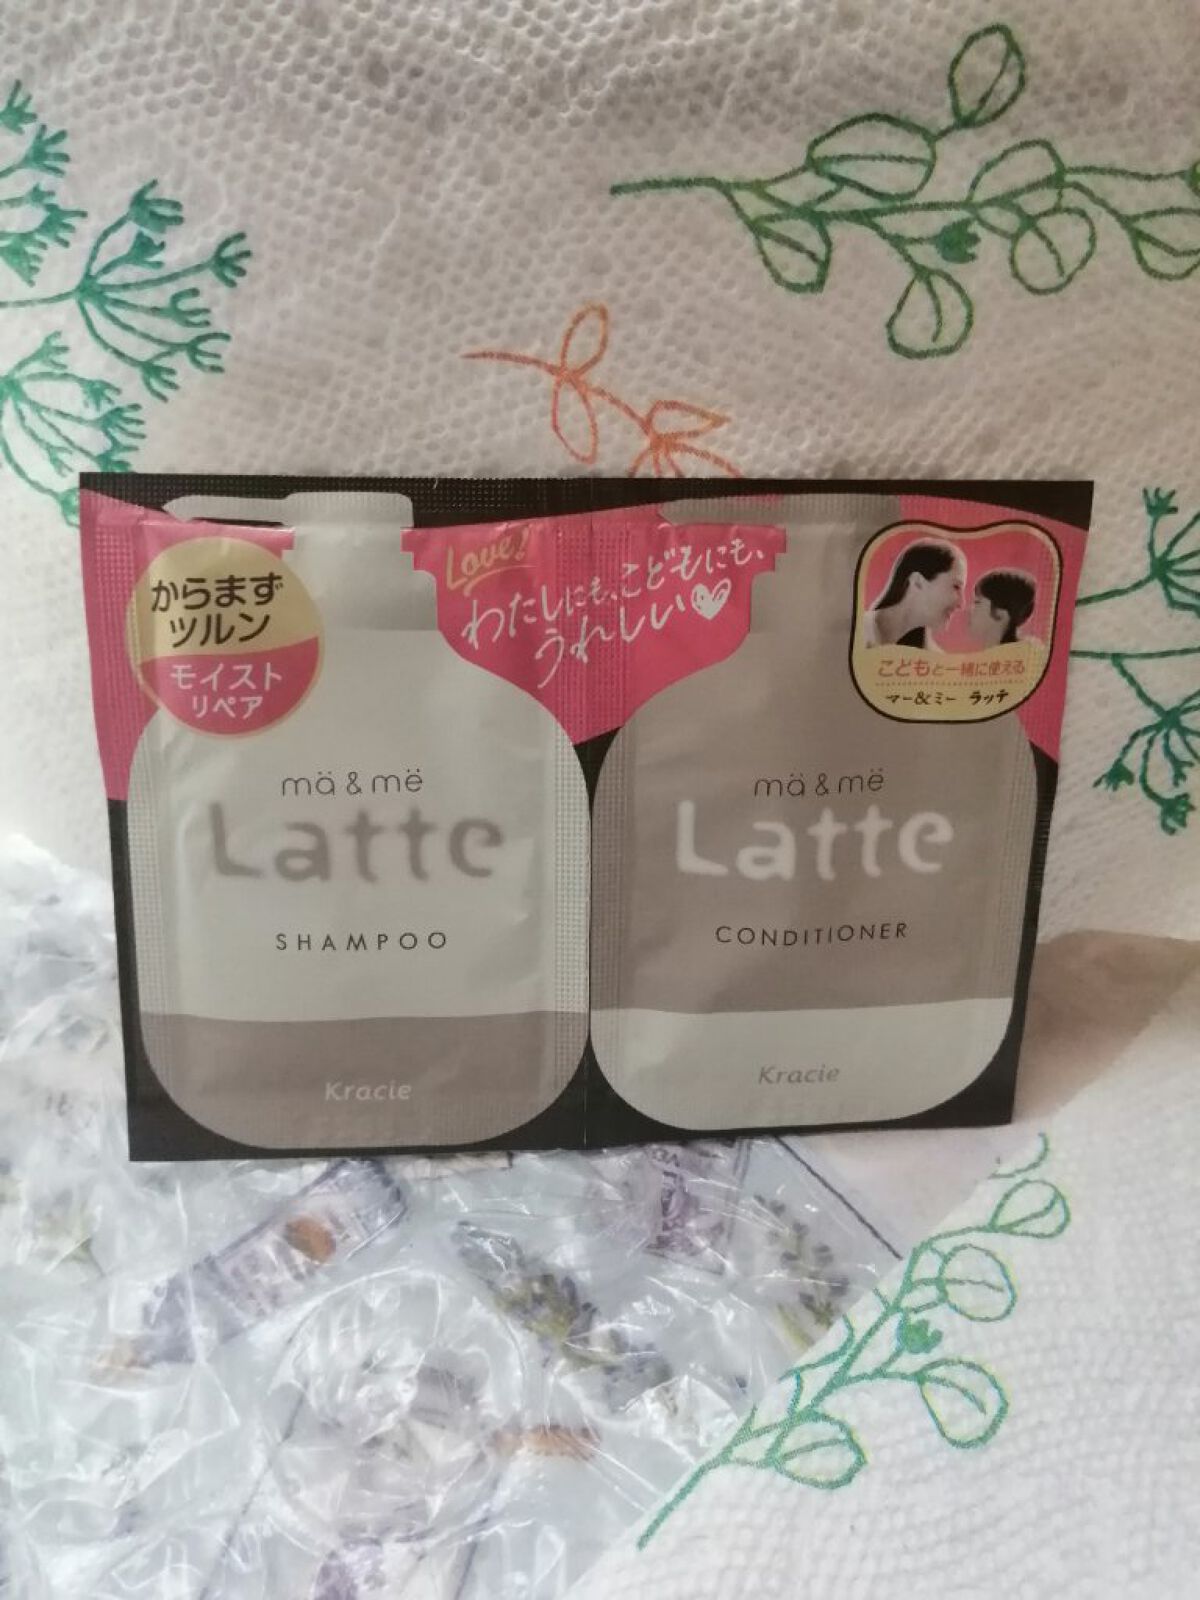 からまず
ツルン
モイスト
リペア
Love!
わたしにも、こどもにも、
うれしい
こどもと一緒に使える
マー&ミー ラッテ
mä & më
Latte
SHAMPOO
Kracie
mä & më
Latte
CONDITIONER
Kracie